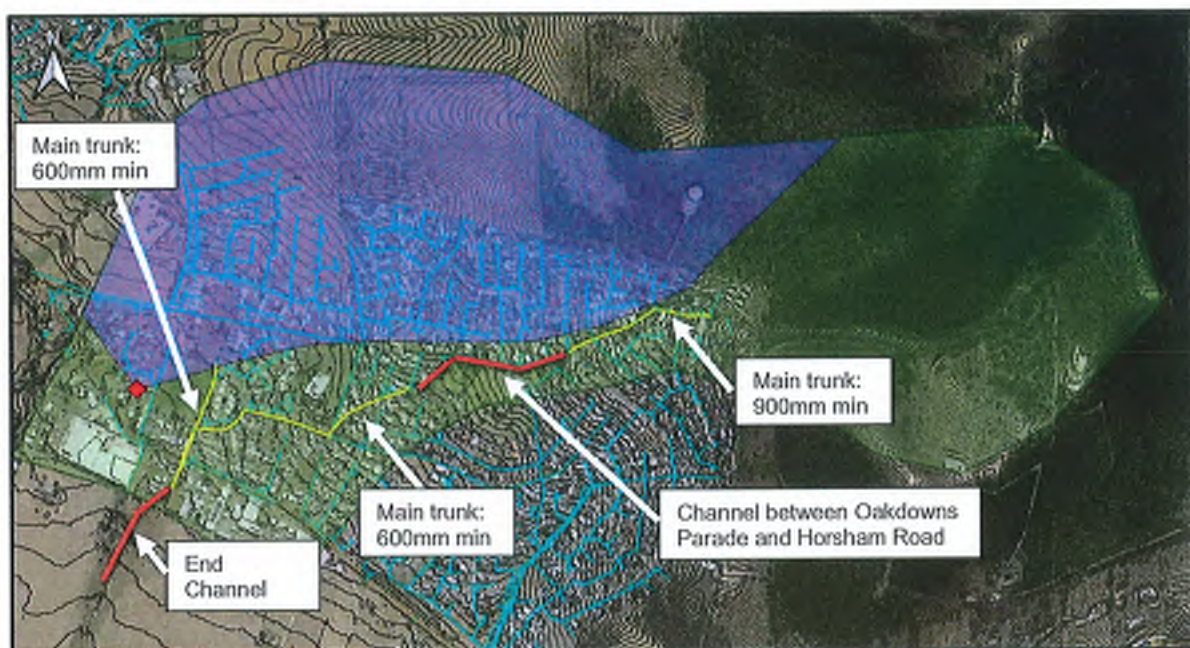 Main trunk:
600mm min
Main trunk:
900mm min
Main trunk:
600mm min
Channel between Oakdowns
Parade and Horsham Road
End
Channel